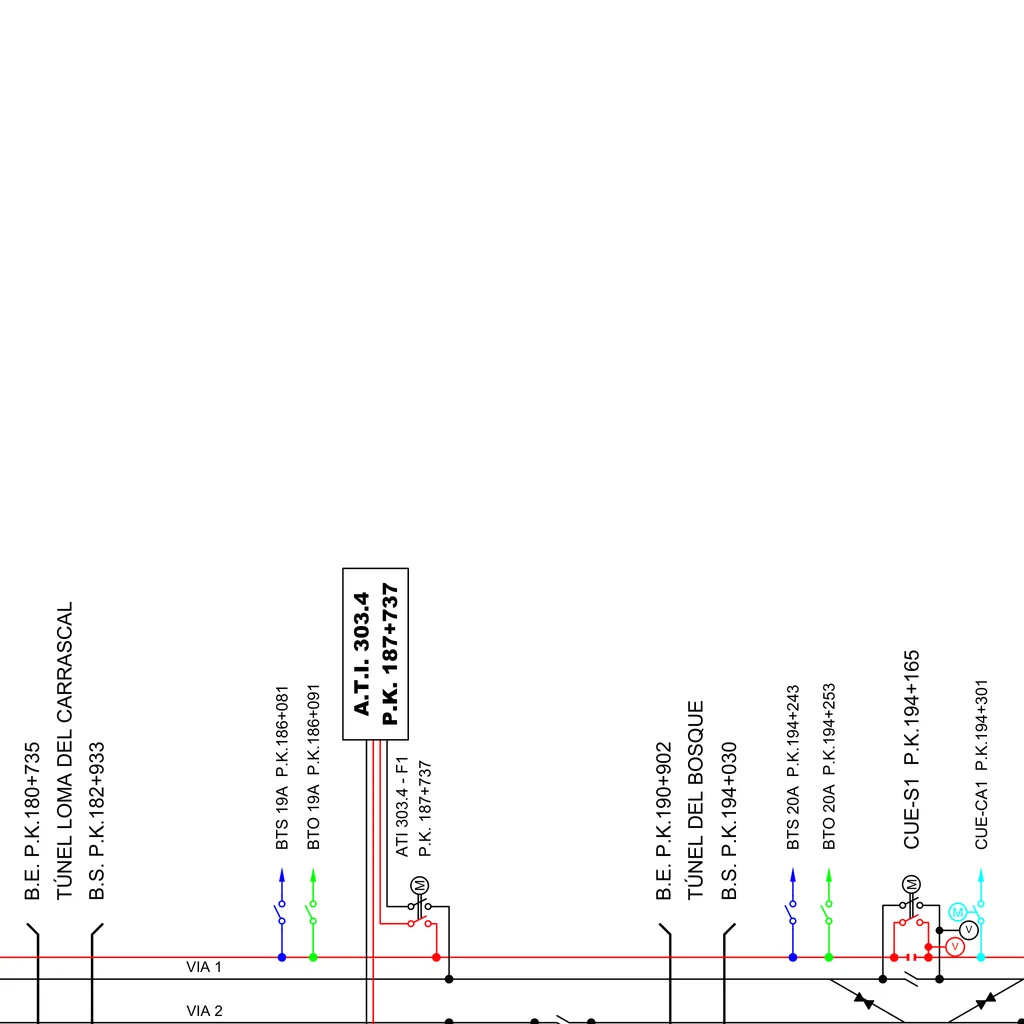 B.E. P.K.180+735
TÚNEL LOMA DEL CARRASCAL
B.S. P.K.182+933
BTS 19A P.K.186+081
BTO 19A P.K.186+091
A.T.I. 303.4
P.K. 187+737
ATI 303.4 - F1
P.K. 187+737
M
B.E. P.K.190+902
TÚNEL DEL BOSQUE
B.S. P.K.194+030
BTS 20A P.K.194+243
BTO 20A P.K.194+253
CUE-S1 P.K.194+165
M
CUE-CA1 P.K.194+301
M
V
V
VIA 1
VIA 2